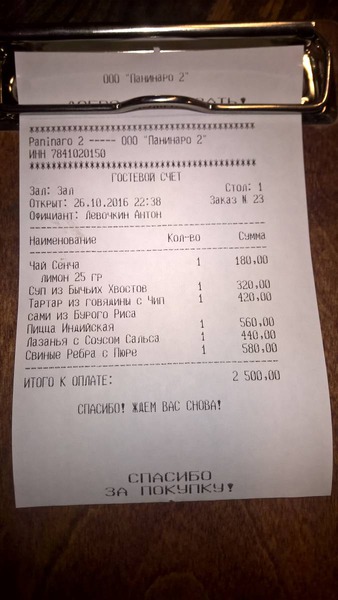 ООО "Панинаро 2"
****************************************
Paninaro 2 ----- ООО "Панинаро 2"
ИНН 7841020150
****************************************
ГОСТЕВОЙ СЧЕТ
Зал: Зал Стол: 1
Открыт: 26.10.2016 22:38 Заказ N 23
Официант: Левочкин Антон
Наименование Кол-во Сумма
Чай Сенча 1 180,00
лимон 25 гр
Суп из Бычьих Хвостов 1 320,00
Тартар из говядины с Чип 1 420,00
сами из Бурого Риса
Пицца Индийская 1 560,00
Лазанья с Соусом Сальса 1 440,00
Свиные Ребра с Пюре 1 580,00
ИТОГО К ОПЛАТЕ: 2 500,00
СПАСИБО! ЖДЕМ ВАС СНОВА!
СПАСИБО
ЗА ПОКУПКУ!